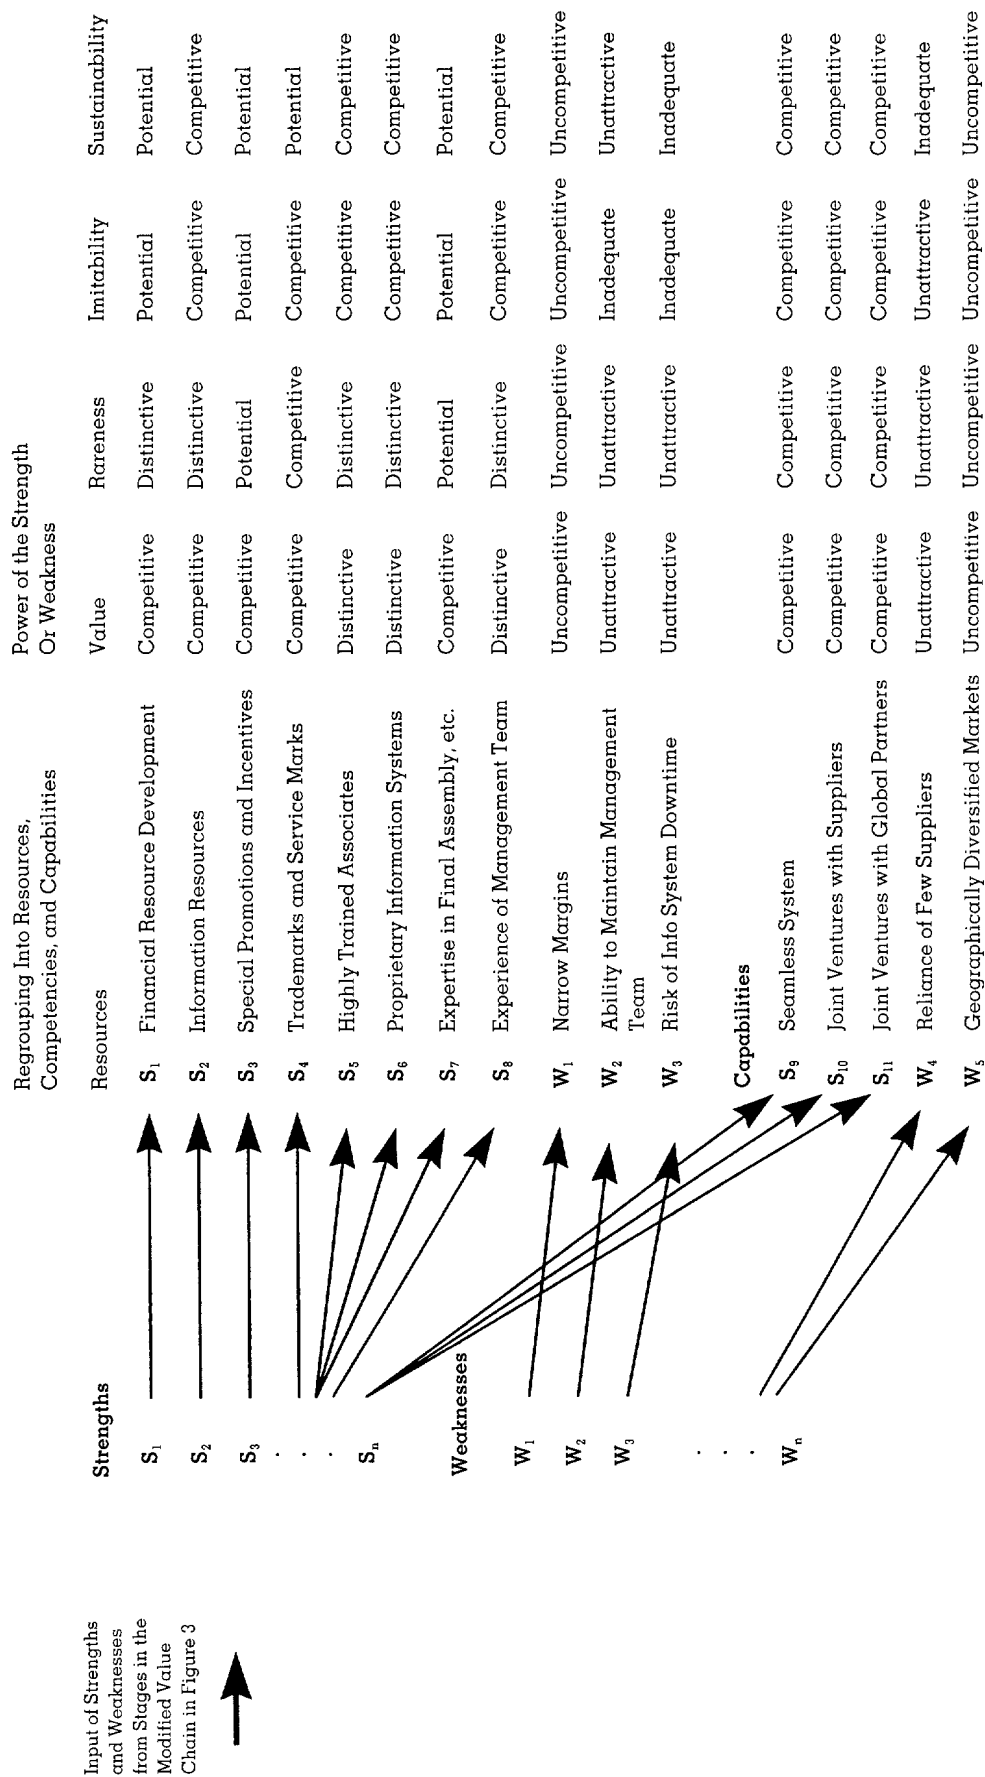 Input of Strengths
and Weaknesses
from Stages in the
Modified Value
Chain in Figure 3
Strengths
S1
S2
S3
.
.
.
Sn
Weaknesses
W1
W2
W3
.
.
.
Wn
Regrouping Into Resources,
Competencies, and Capabilities
Power of the Strength
Or Weakness
Resources Value Rareness Imitability Sustainability
S1 Financial Resource Development Competitive Distinctive Potential Potential
S2 Information Resources Competitive Distinctive Competitive Competitive
S3 Special Promotions and Incentives Competitive Potential Potential Potential
S4 Trademarks and Service Marks Competitive Competitive Competitive Potential
S5 Highly Trained Associates Distinctive Distinctive Competitive Competitive
S6 Proprietary Information Systems Distinctive Distinctive Competitive Competitive
S7 Expertise in Final Assembly, etc. Competitive Potential Potential Potential
S8 Experience of Management Team Distinctive Distinctive Competitive Competitive
W1 Narrow Margins Uncompetitive Uncompetitive Uncompetitive Uncompetitive
W2 Ability to Maintain Management Unattractive Unattractive Inadequate Unattractive
Team
W3 Risk of Info System Downtime Unattractive Unattractive Inadequate Inadequate
Capabilities
S9 Seamless System Competitive Competitive Competitive Competitive
S10 Joint Ventures with Suppliers Competitive Competitive Competitive Competitive
S11 Joint Ventures with Global Partners Competitive Competitive Competitive Competitive
W4 Reliance of Few Suppliers Unattractive Unattractive Unattractive Inadequate
W5 Geographically Diversified Markets Uncompetitive Uncompetitive Uncompetitive Uncompetitive